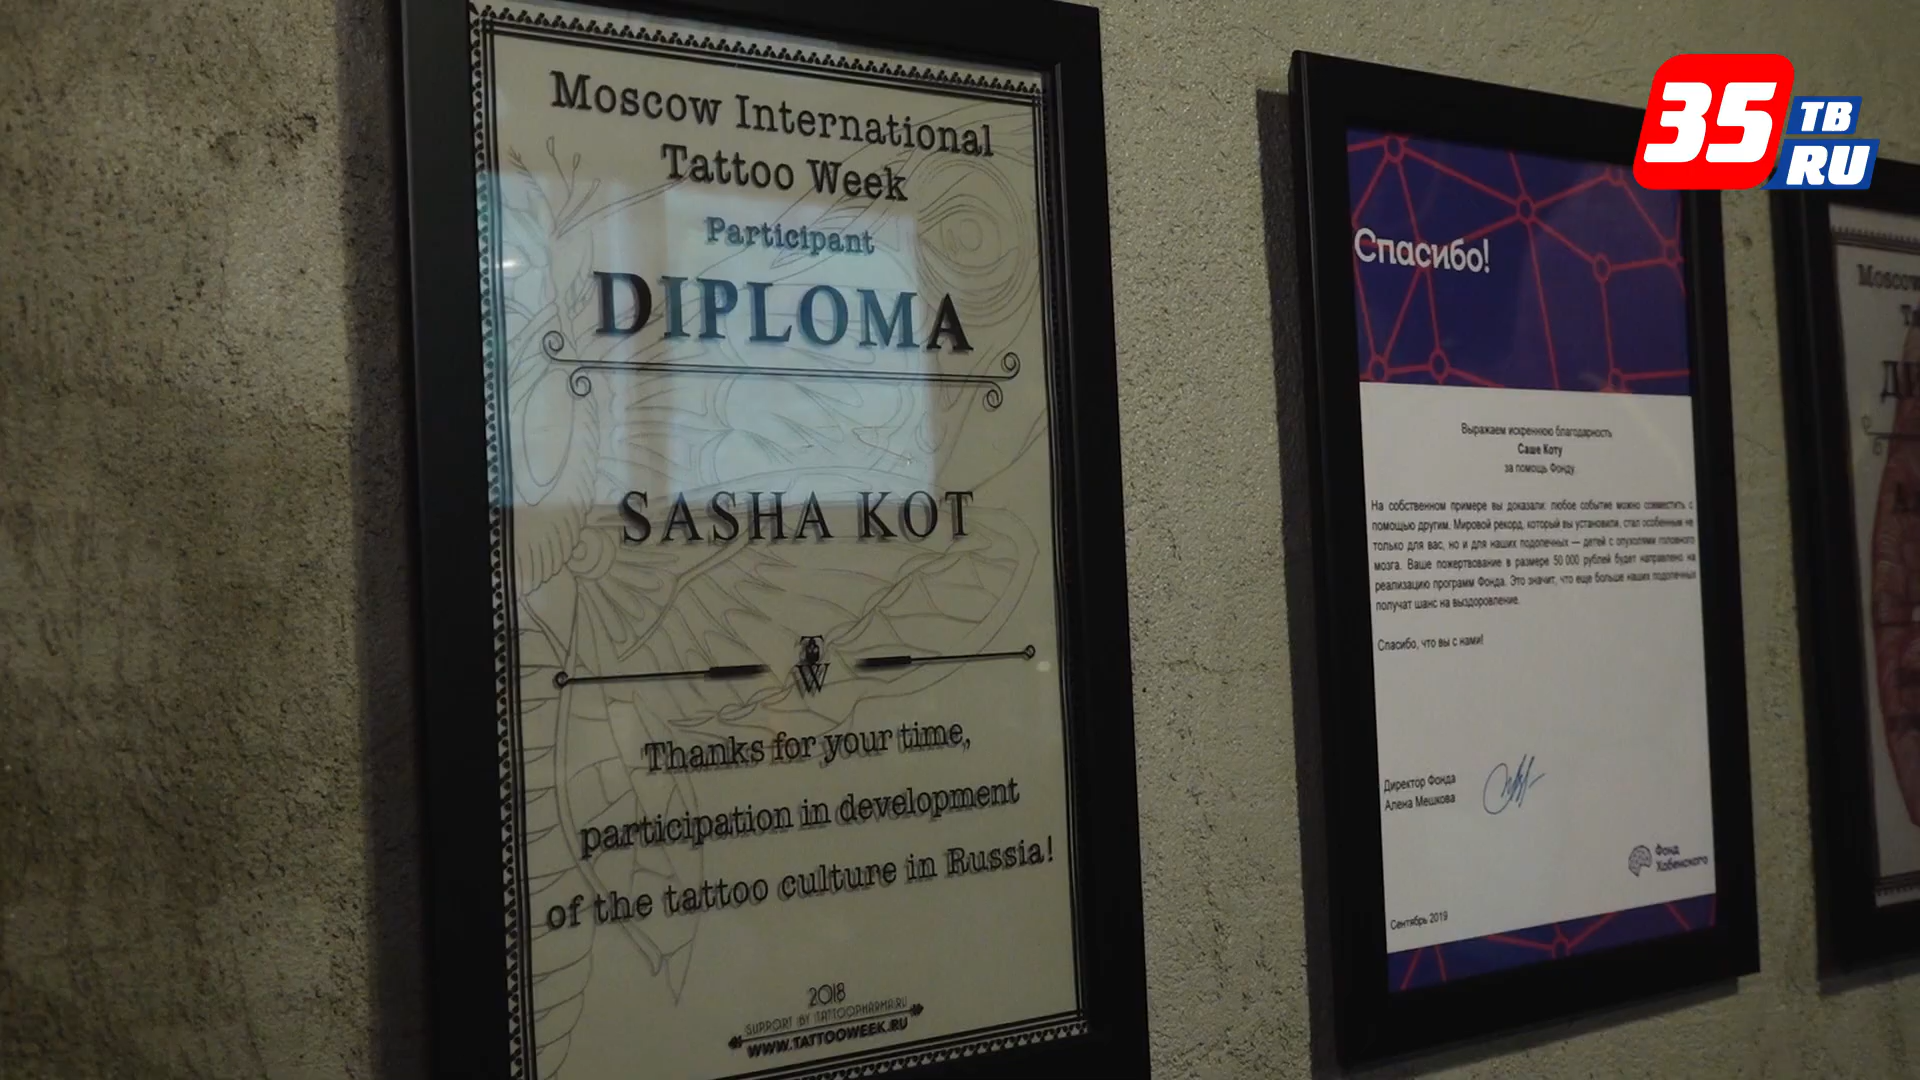 Moscow International
Tattoo Week
Participant
DIPLOMA
SASHA KOT
T
W
Thanks for your time,
participation in development
of the tattoo culture in Russia!
2018
SUPPORT BY TATTOOPHARMA.RU
WWW.TATTOOWEEK.RU
Спасибо!
Выражаем искреннюю благодарность
Саше Коту
за помощь Фонду
На собственном примере вы доказали: любое событие можно совместить с
помощью другим. Мировой рекорд, который вы установили, стал особенным не
только для вас, но и для наших подопечных — детей с опухолями головного
мозга. Ваше пожертвование в размере 50 000 рублей будет направлено на
реализацию программ Фонда. Это значит, что еще больше наших подопечных
получат шанс на выздоровление.
Спасибо, что вы с нами!
Директор Фонда
Алена Мешкова
Фонд
Хабенского
Сентябрь 2019
35
ТВ
RU
Moscow